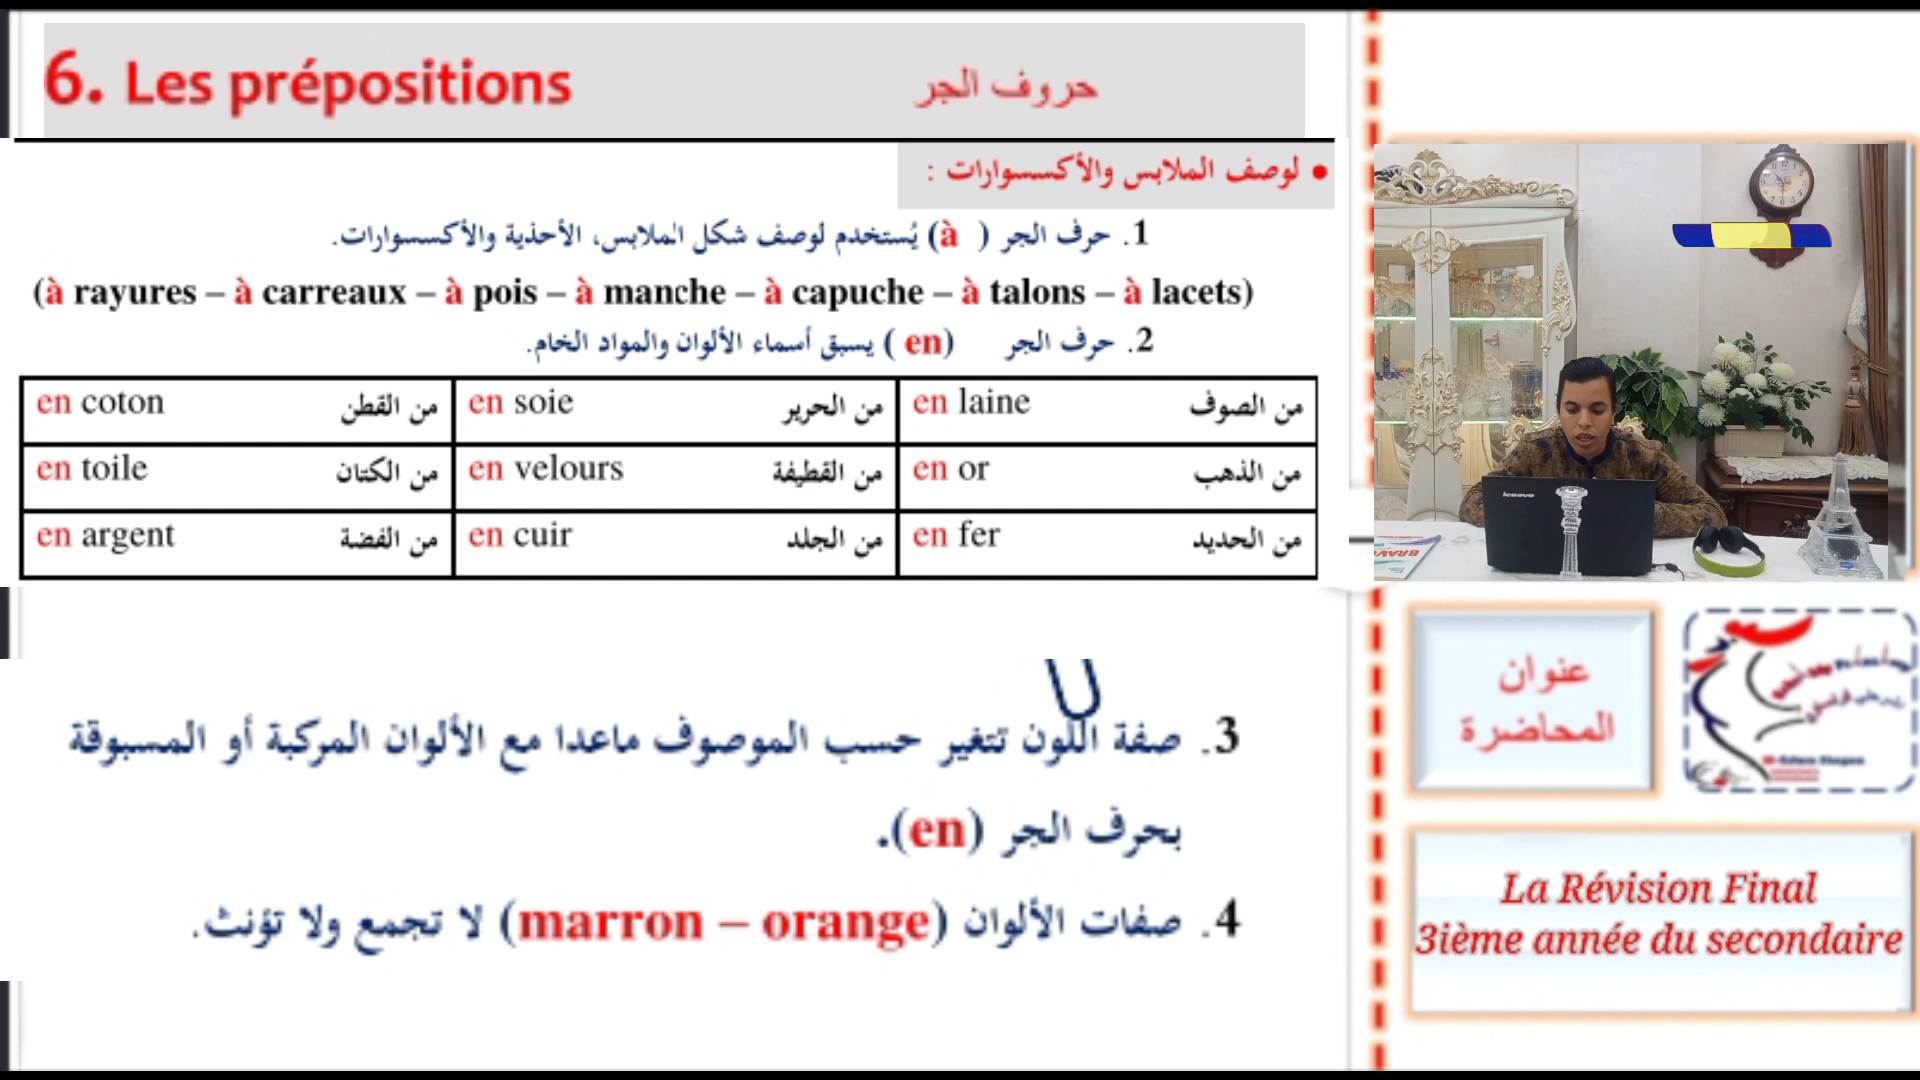 6. Les prépositions حروف الجر
• لوصف الملابس والأكسسوارات :
1. حرف الجر ( à) يُستخدم لوصف شكل الملابس، الأحذية والأكسسوارات.
(à rayures – à carreaux – à pois – à manche – à capuche – à talons – à lacets)
2. حرف الجر (en ) يسبق أسماء الألوان والمواد الخام.
en coton من القطن en soie من الحرير en laine من الصوف
en toile من الكتان en velours من القطيفة en or من الذهب
en argent من الفضة en cuir من الجلد en fer من الحديد
3. صفة اللون تتغير حسب الموصوف ماعدا مع الألوان المركبة أو المسبوقة
بحرف الجر (en).
4. صفات الألوان (marron – orange) لا تجمع ولا تؤنث.
lenovo
عنوان
المحاضرة
La Révision Final
3ième année du secondaire